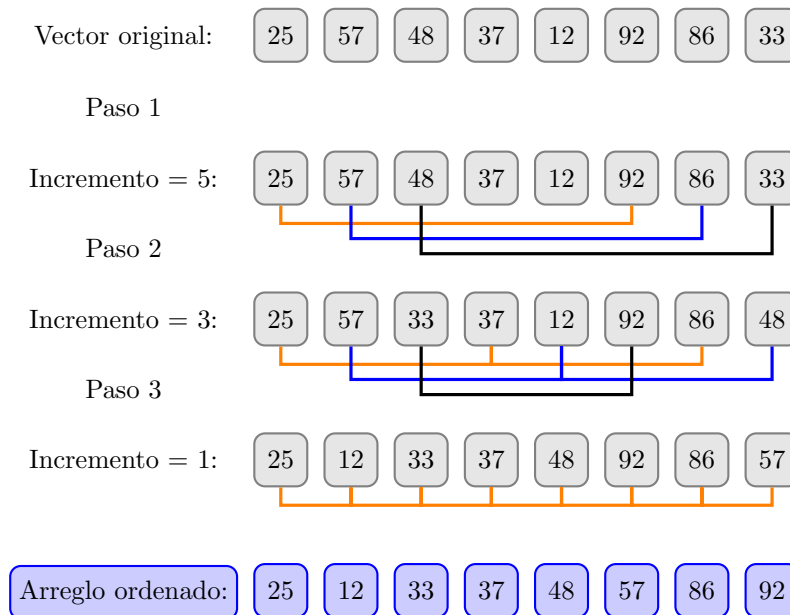 Vector original: 25 57 48 37 12 92 86 33
Paso 1
Incremento = 5: 25 57 48 37 12 92 86 33
Paso 2
Incremento = 3: 25 57 33 37 12 92 86 48
Paso 3
Incremento = 1: 25 12 33 37 48 92 86 57
Arreglo ordenado: 25 12 33 37 48 57 86 92